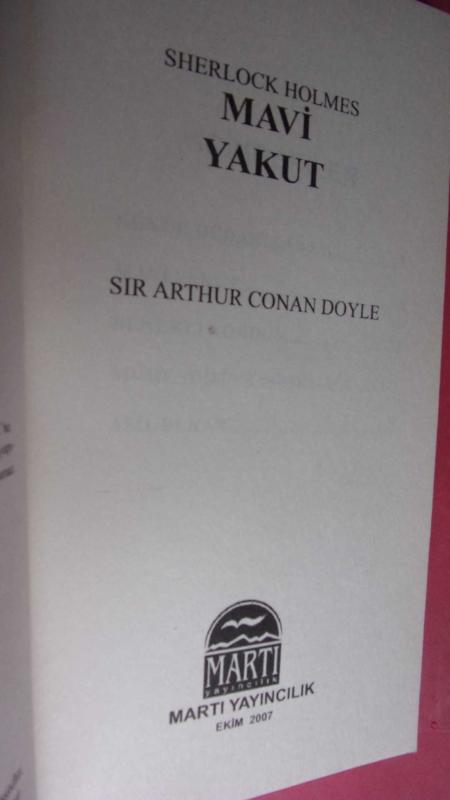 SHERLOCK HOLMES
MAVİ
YAKUT
SIR ARTHUR CONAN DOYLE
MARTI
yayıncılık
MARTI YAYINCILIK
EKİM 2007